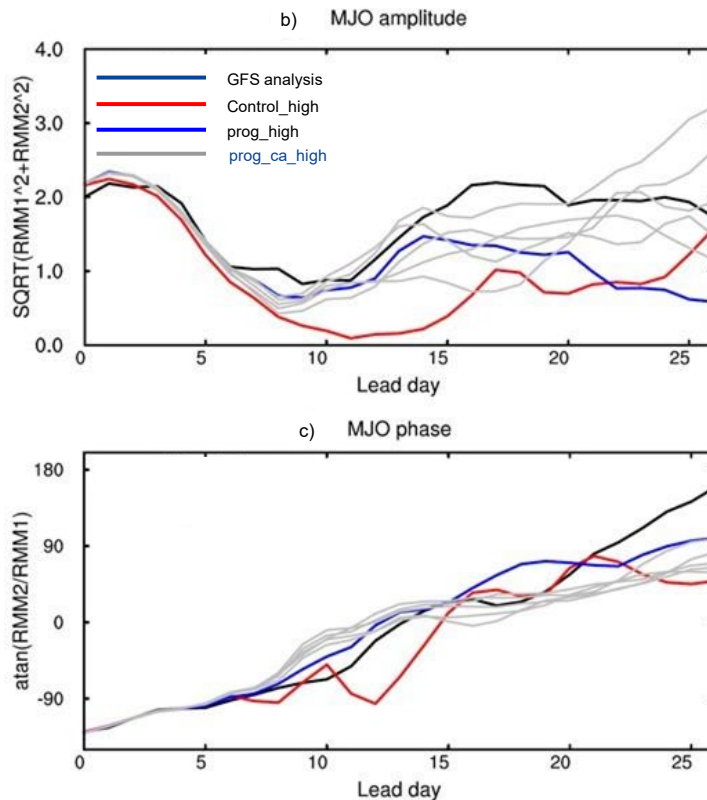 b) MJO amplitude
SQRT(RMM1^2+RMM2^2)
4.0
3.0
2.0
1.0
0.0
GFS analysis
Control_high
prog_high
prog_ca_high
0 5 10 15 20 25
Lead day
c) MJO phase
atan(RMM2/RMM1)
180
90
0
-90
0 5 10 15 20 25
Lead day